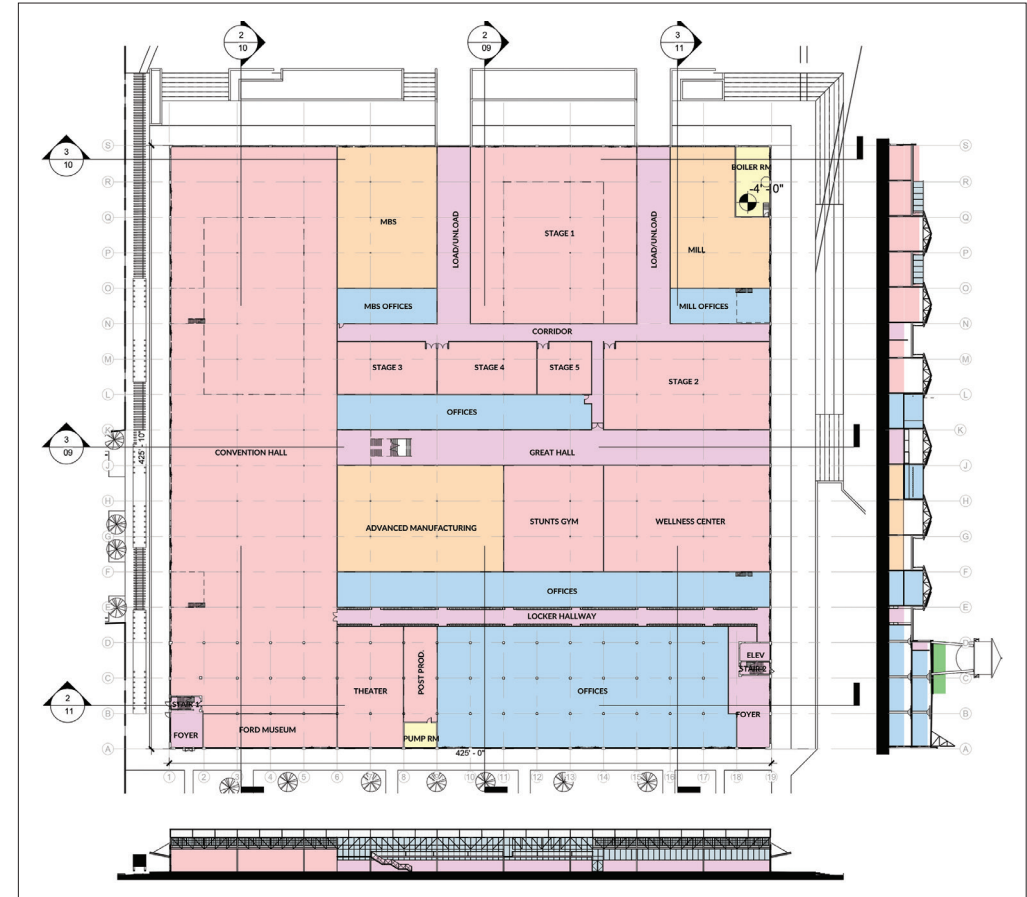 2
10
2
09
3
11
3
10
S
S
BOILER RM
R
R
-4' - 0"
Q
Q
MBS
LOAD/UNLOAD
STAGE 1
LOAD/UNLOAD
MILL
P
P
O
O
MBS OFFICES
MILL OFFICES
N
N
CORRIDOR
M
M
STAGE 3
STAGE 4
STAGE 5
STAGE 2
L
L
OFFICES
K
K
3
09
425' - 10"
CONVENTION HALL
GREAT HALL
J
J
H
H
ADVANCED MANUFACTURING
STUNTS GYM
WELLNESS CENTER
G
G
F
F
OFFICES
E
E
LOCKER HALLWAY
D
D
ELEV
STAIR 2
POST PROD.
C
C
THEATER
OFFICES
2
11
STAIR 1
B
B
FOYER
FORD MUSEUM
FOYER
PUMP RM
A
A
425' - 0"
1 2 3 4 5 6 7 8 9 10 11 12 13 14 15 16 17 18 19